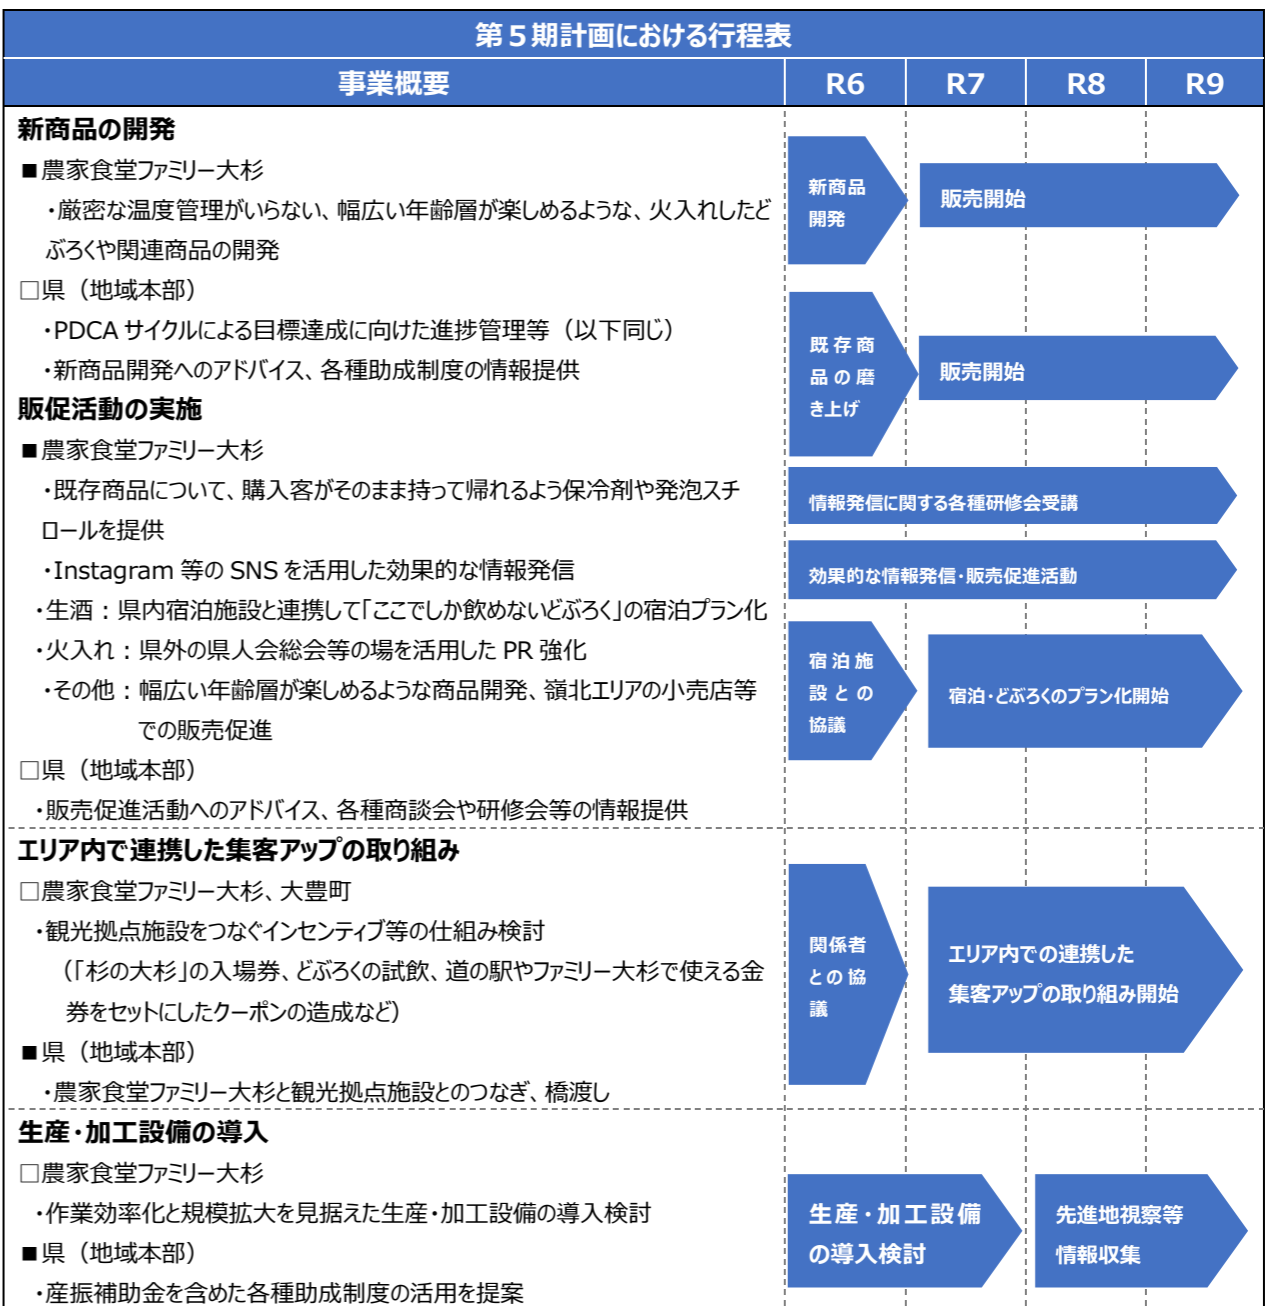 第５期計画における行程表
事業概要
R6
R7
R8
R9
新商品の開発
■農家食堂ファミリー大杉
・厳密な温度管理がいらない、幅広い年齢層が楽しめるような、火入れしたど
ぶろくや関連商品の開発
□県（地域本部）
・PDCA サイクルによる目標達成に向けた進捗管理等（以下同じ）
・新商品開発へのアドバイス、各種助成制度の情報提供
新商品
開発
販売開始
既存商
品の磨
き上げ
販売開始
販促活動の実施
■農家食堂ファミリー大杉
・既存商品について、購入客がそのまま持って帰れるよう保冷剤や発泡スチ
ロールを提供
・Instagram 等の SNS を活用した効果的な情報発信
・生酒：県内宿泊施設と連携して「ここでしか飲めないどぶろく」の宿泊プラン化
・火入れ：県外の県人会総会等の場を活用した PR 強化
・その他：幅広い年齢層が楽しめるような商品開発、嶺北エリアの小売店等
での販売促進
□県（地域本部）
・販売促進活動へのアドバイス、各種商談会や研修会等の情報提供
情報発信に関する各種研修会受講
効果的な情報発信・販売促進活動
宿泊施
設との
協議
宿泊・どぶろくのプラン化開始
エリア内で連携した集客アップの取り組み
□農家食堂ファミリー大杉、大豊町
・観光拠点施設をつなぐインセンティブ等の仕組み検討
（「杉の大杉」の入場券、どぶろくの試飲、道の駅やファミリー大杉で使える金
券をセットにしたクーポンの造成など）
■県（地域本部）
・農家食堂ファミリー大杉と観光拠点施設とのつなぎ、橋渡し
関係者
との協
議
エリア内での連携した
集客アップの取り組み開始
生産・加工設備の導入
□農家食堂ファミリー大杉
・作業効率化と規模拡大を見据えた生産・加工設備の導入検討
■県（地域本部）
・産振補助金を含めた各種助成制度の活用を提案
生産・加工設備
の導入検討
先進地視察等
情報収集